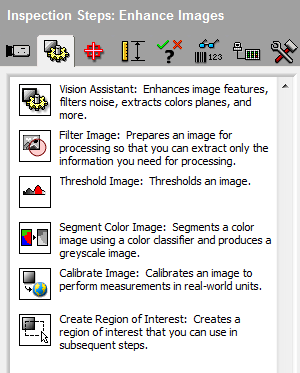 Inspection Steps: Enhance Images
123
Vision Assistant: Enhances image features,
filters noise, extracts colors planes, and
more.
Filter Image: Prepares an image for
processing so that you can extract only the
information you need for processing.
Threshold Image: Thresholds an image.
Segment Color Image: Segments a color
image using a color classifier and produces a
greyscale image.
Calibrate Image: Calibrates an image to
perform measurements in real-world units.
Create Region of Interest: Creates a
region of interest that you can use in
subsequent steps.